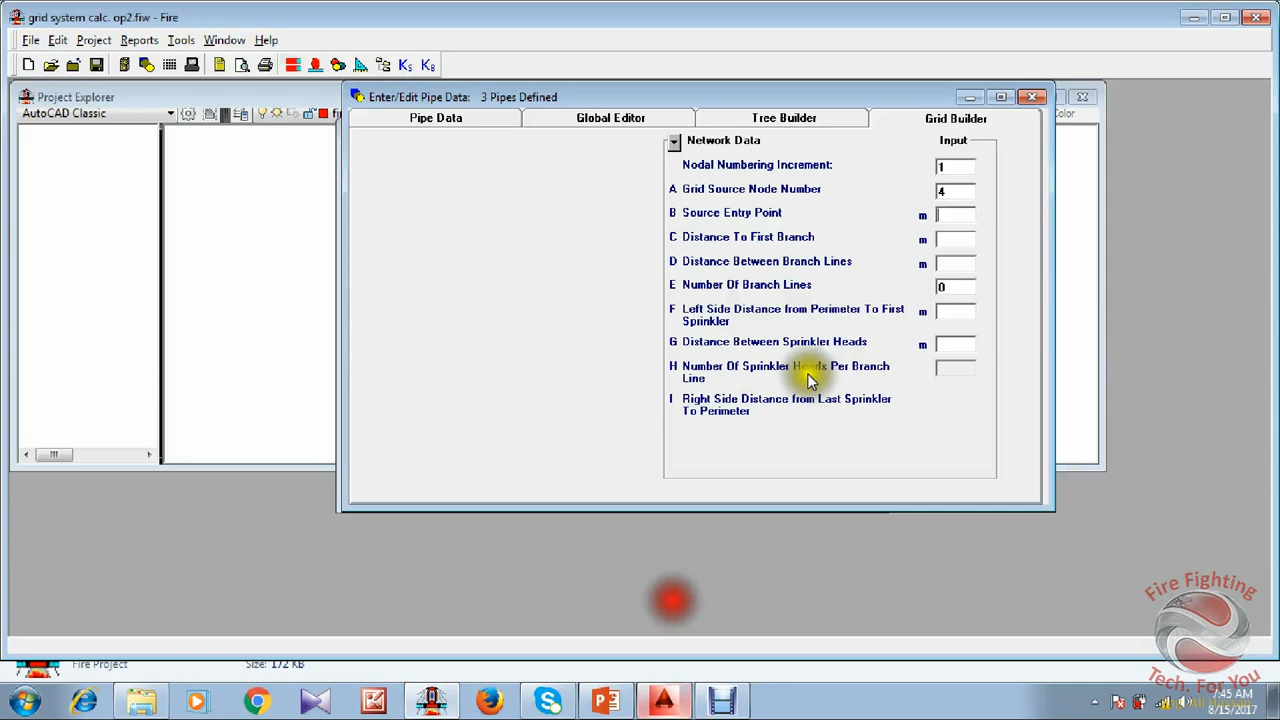 grid system calc. op2.fiw - Fire
File Edit Project Reports Tools Window Help
Ks K8
Project Explorer
AutoCAD Classic
Enter/Edit Pipe Data: 3 Pipes Defined
Color
Pipe Data Global Editor Tree Builder Grid Builder
Network Data Input
Nodal Numbering Increment: 1
A Grid Source Node Number 4
B Source Entry Point m
C Distance To First Branch m
D Distance Between Branch Lines m
E Number Of Branch Lines 0
F Left Side Distance from Perimeter To First m
Sprinkler
G Distance Between Sprinkler Heads m
H Number Of Sprinkler Heads Per Branch
Line
I Right Side Distance from Last Sprinkler
To Perimeter
Fire Fighting
Tech. For You
Fire Project Size: 172 KB
7:45 AM
8/15/2017